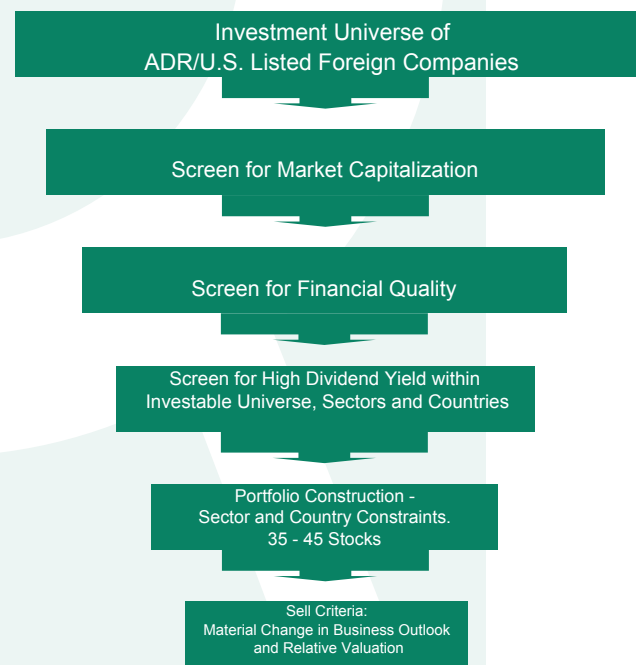 Investment Universe of
ADR/U.S. Listed Foreign Companies
Screen for Market Capitalization
Screen for Financial Quality
Screen for High Dividend Yield within
Investable Universe, Sectors and Countries
Portfolio Construction -
Sector and Country Constraints.
35 - 45 Stocks
Sell Criteria:
Material Change in Business Outlook
and Relative Valuation